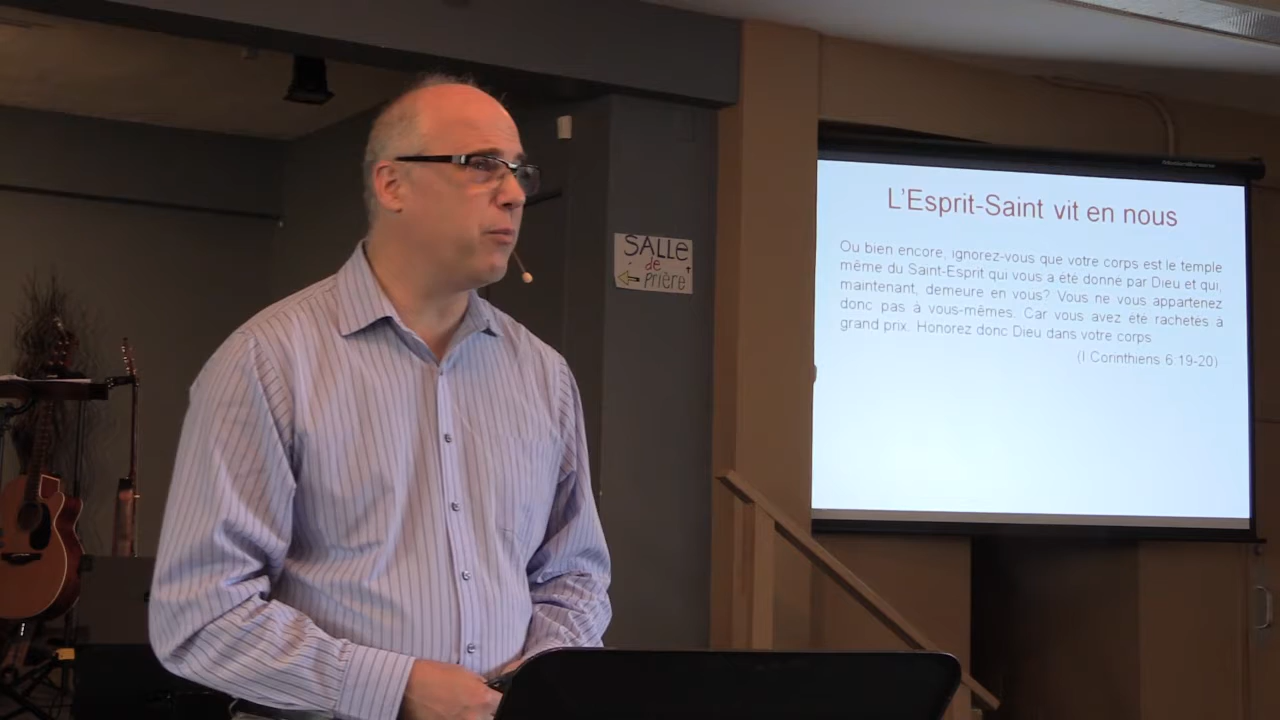 SALLE
de
Prière
L'Esprit-Saint vit en nous
Ou bien encore, ignorez-vous que votre corps est le temple
même du Saint-Esprit qui vous a été donné par Dieu et qui,
maintenant, demeure en vous? Vous ne vous appartenez
donc pas à vous-mêmes. Car vous avez été rachetés à
grand prix. Honorez donc Dieu dans votre corps.
(I Corinthiens 6:19-20)